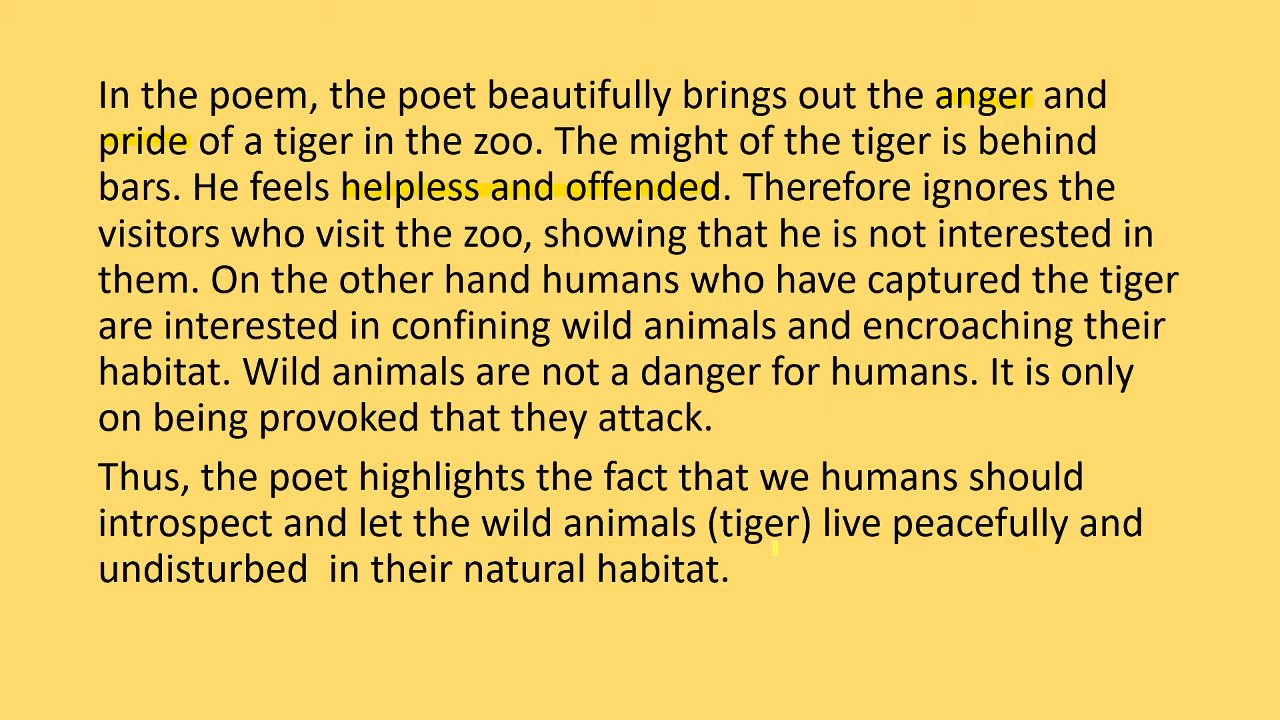 In the poem, the poet beautifully brings out the anger and
pride of a tiger in the zoo. The might of the tiger is behind
bars. He feels helpless and offended. Therefore ignores the
visitors who visit the zoo, showing that he is not interested in
them. On the other hand humans who have captured the tiger
are interested in confining wild animals and encroaching their
habitat. Wild animals are not a danger for humans. It is only
on being provoked that they attack.
Thus, the poet highlights the fact that we humans should
introspect and let the wild animals (tiger) live peacefully and
undisturbed  in their natural habitat.